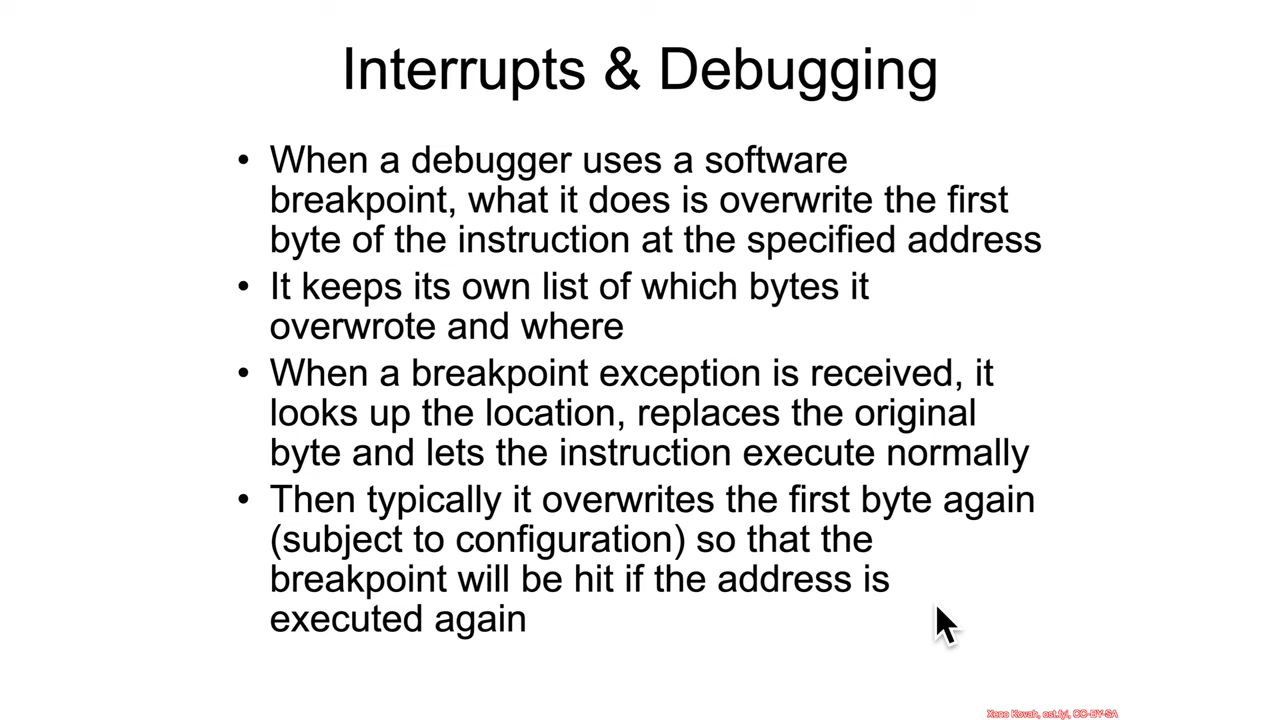 Interrupts & Debugging
• When a debugger uses a software
breakpoint, what it does is overwrite the first
byte of the instruction at the specified address
• It keeps its own list of which bytes it
overwrote and where
• When a breakpoint exception is received, it
looks up the location, replaces the original
byte and lets the instruction execute normally
• Then typically it overwrites the first byte again
(subject to configuration) so that the
breakpoint will be hit if the address is
executed again
Xeno Kovah, ost.fyi, CC-BY-SA